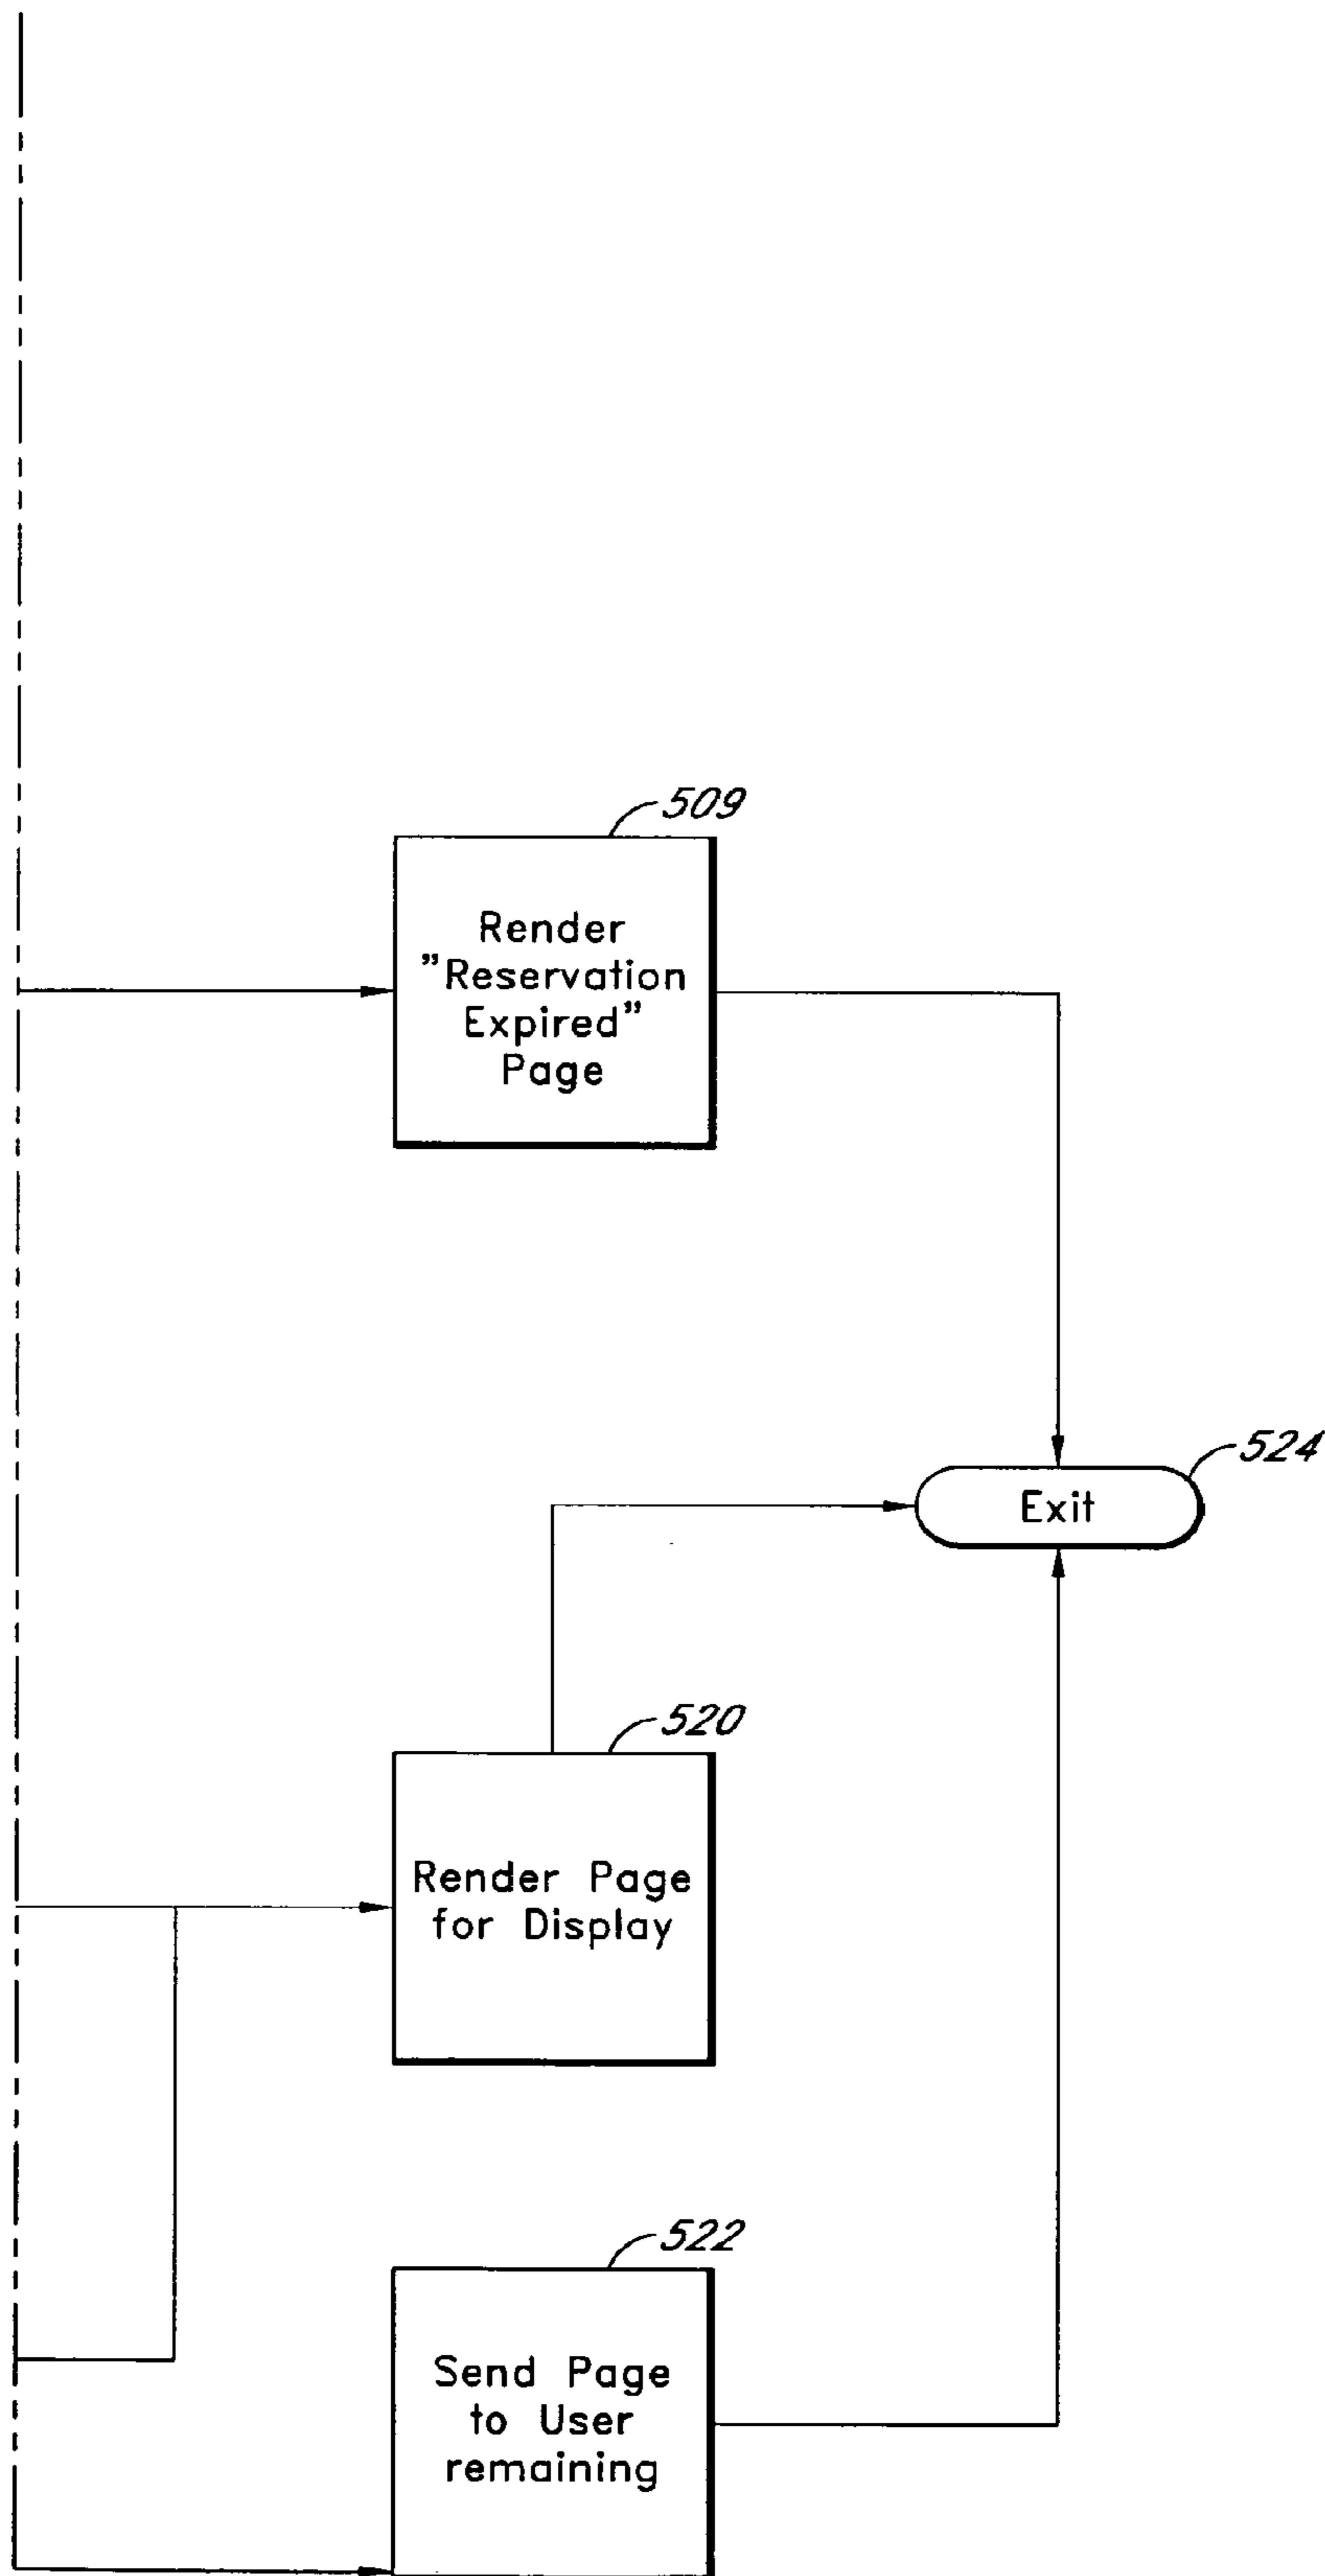 509
Render
"Reservation
Expired"
Page
524
Exit
520
Render Page
for Display
522
Send Page
to User
remaining